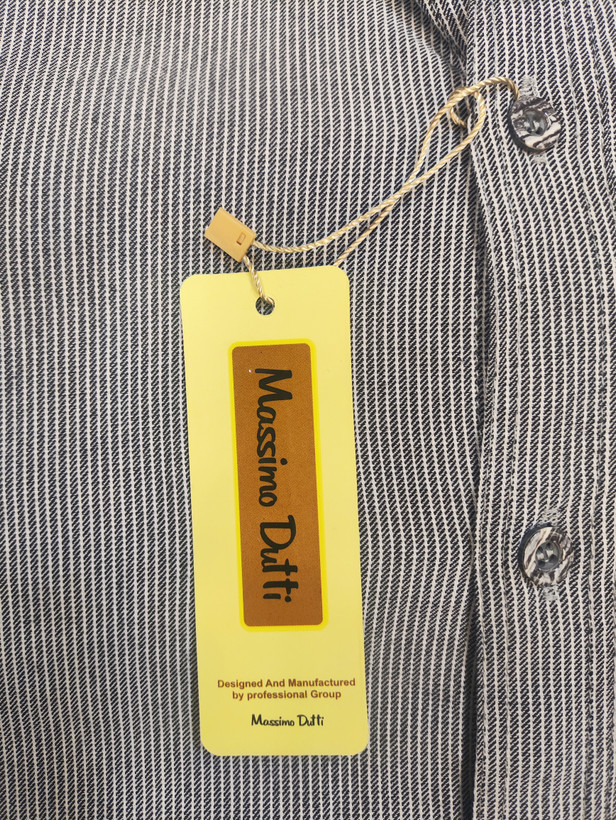 Massimo Dutti
Designed And Manufactured
by professional Group
Massimo Dutti